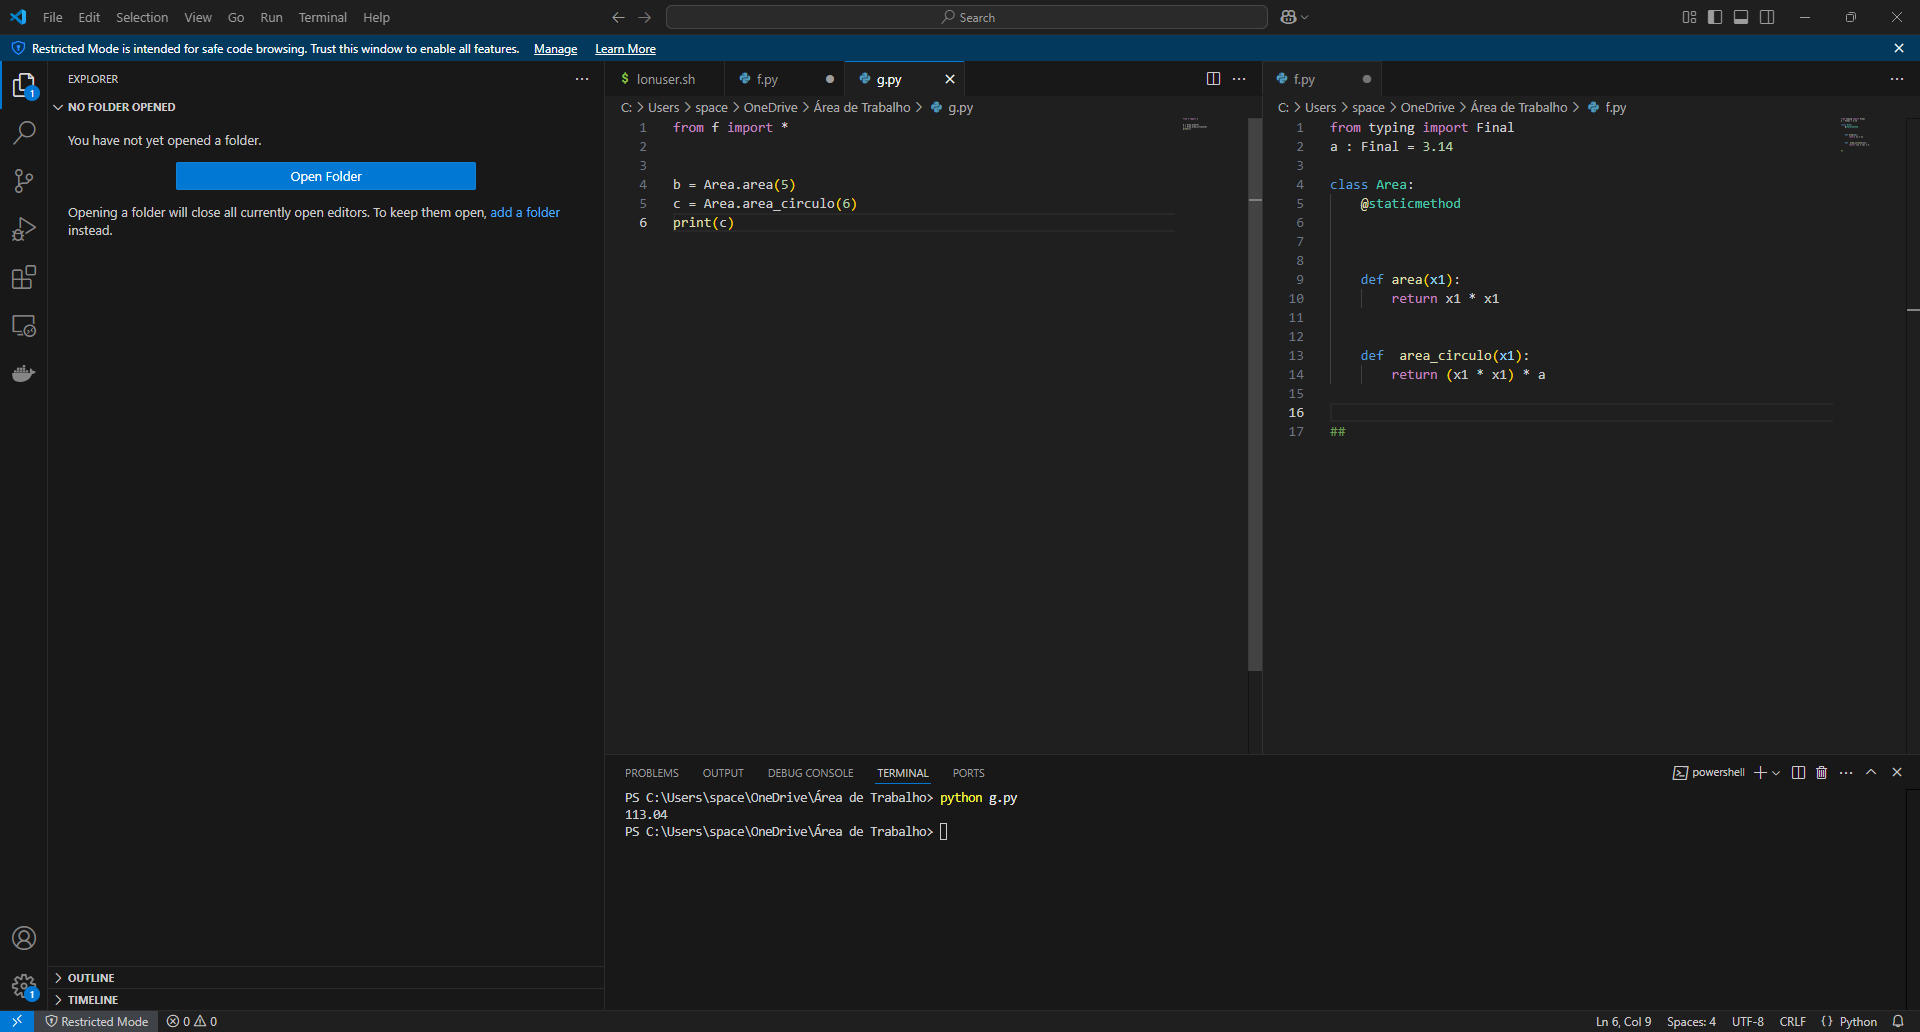 File Edit Selection View Go Run Terminal Help
Search
Restricted Mode is intended for safe code browsing. Trust this window to enable all features. Manage Learn More
EXPLORER
NO FOLDER OPENED
You have not yet opened a folder.
Open Folder
Opening a folder will close all currently open editors. To keep them open, add a folder
instead.
OUTLINE
TIMELINE
1
1
$ lonuser.sh f.py g.py
C: > Users > space > OneDrive > Área de Trabalho > g.py
1 from f import *
2
3
4 b = Area.area(5)
5 c = Area.area_circulo(6)
6 print(c)
f.py
C: > Users > space > OneDrive > Área de Trabalho > f.py
1 from typing import Final
2 a : Final = 3.14
3
4 class Area:
5 @staticmethod
6
7
8
9 def area(x1):
10 return x1 * x1
11
12
13 def  area_circulo(x1):
14 return (x1 * x1) * a
15
16
17 ##
PROBLEMS OUTPUT DEBUG CONSOLE TERMINAL PORTS
powershell
PS C:\Users\space\OneDrive\Área de Trabalho> python g.py
113.04
PS C:\Users\space\OneDrive\Área de Trabalho>
Restricted Mode 0 0
Ln 6, Col 9 Spaces: 4 UTF-8 CRLF {} Python